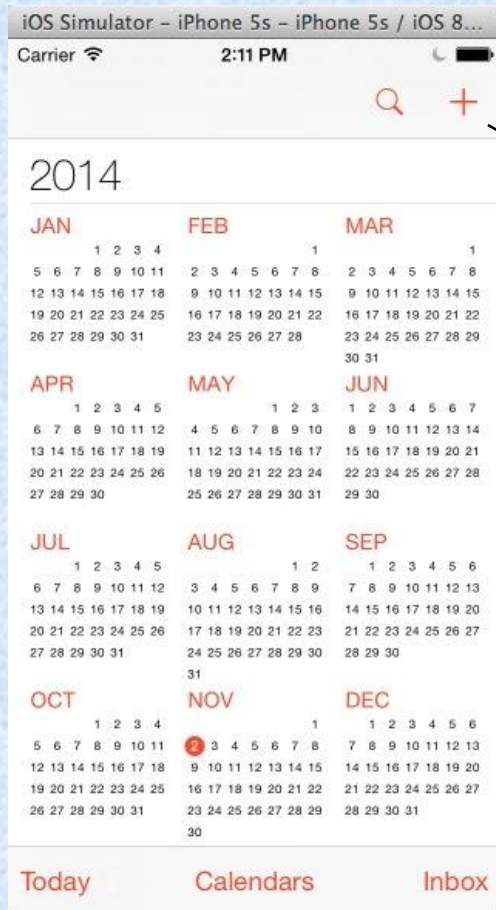 iOS Simulator – iPhone 5s – iPhone 5s / iOS 8...
Carrier 2:11 PM
2014
JAN FEB MAR
1 2 3 4 1 1
5 6 7 8 9 10 11 2 3 4 5 6 7 8 2 3 4 5 6 7 8
12 13 14 15 16 17 18 9 10 11 12 13 14 15 9 10 11 12 13 14 15
19 20 21 22 23 24 25 16 17 18 19 20 21 22 16 17 18 19 20 21 22
26 27 28 29 30 31 23 24 25 26 27 28 23 24 25 26 27 28 29
30 31
APR MAY JUN
1 2 3 4 5 1 2 3 1 2 3 4 5 6 7
6 7 8 9 10 11 12 4 5 6 7 8 9 10 8 9 10 11 12 13 14
13 14 15 16 17 18 19 11 12 13 14 15 16 17 15 16 17 18 19 20 21
20 21 22 23 24 25 26 18 19 20 21 22 23 24 22 23 24 25 26 27 28
27 28 29 30 25 26 27 28 29 30 31 29 30
JUL AUG SEP
1 2 3 4 5 1 2 1 2 3 4 5 6
6 7 8 9 10 11 12 3 4 5 6 7 8 9 7 8 9 10 11 12 13
13 14 15 16 17 18 19 10 11 12 13 14 15 16 14 15 16 17 18 19 20
20 21 22 23 24 25 26 17 18 19 20 21 22 23 21 22 23 24 25 26 27
27 28 29 30 31 24 25 26 27 28 29 30 28 29 30
31
OCT NOV DEC
1 2 3 4 1 1 2 3 4 5 6
5 6 7 8 9 10 11 2 3 4 5 6 7 8 7 8 9 10 11 12 13
12 13 14 15 16 17 18 9 10 11 12 13 14 15 14 15 16 17 18 19 20
19 20 21 22 23 24 25 16 17 18 19 20 21 22 21 22 23 24 25 26 27
26 27 28 29 30 31 23 24 25 26 27 28 29 28 29 30 31
30
Today Calendars Inbox